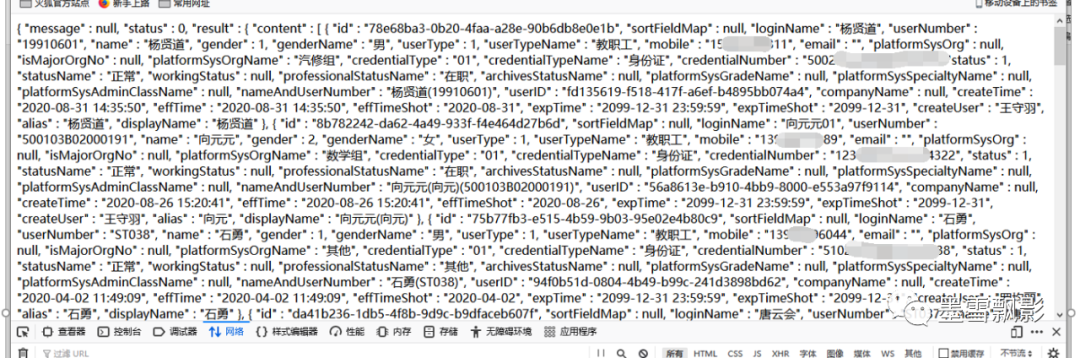 火狐官方站点 新手上路 常用网址 移动设备上的书签
{ "message" : null, "status" : 0, "result" : { "content" : [ { "id" : "78e68ba3-0b20-4faa-a28e-90b6db8e0e1b", "sortFieldMap" : null, "loginName" : "杨贤道", "userNumber" :
"19910601", "name" : "杨贤道", "gender" : 1, "genderName" : "男", "userType" : 1, "userTypeName" : "教职工", "mobile" : "15 311", "email" : "", "platformSysOrg" : null,
"isMajorOrgNo" : null, "platformSysOrgName" : "汽修组", "credentialType" : "01", "credentialTypeName" : "身份证", "credentialNumber" : "5002 "status" : 1,
"statusName" : "正常", "workingStatus" : null, "professionalStatusName" : "在职", "archivesStatusName" : null, "platformSysGradeName" : null, "platformSysSpecialtyName" : null,
"platformSysAdminClassName" : null, "nameAndUserNumber" : "杨贤道(19910601)", "userID" : "fd135619-f518-417f-a6ef-b4895bb074a4", "companyName" : null, "createTime" :
"2020-08-31 14:35:50", "effTime" : "2020-08-31 14:35:50", "effTimeShot" : "2020-08-31", "expTime" : "2099-12-31 23:59:59", "expTimeShot" : "2099-12-31", "createUser" : "王守羽",
"alias" : "杨贤道", "displayName" : "杨贤道" }, { "id" : "8b782242-da62-4a49-933f-f4e464d27b6d", "sortFieldMap" : null, "loginName" : "向元元01", "userNumber" :
"500103B02000191", "name" : "向元元", "gender" : 2, "genderName" : "女", "userType" : 1, "userTypeName" : "教职工", "mobile" : "139 89", "email" : "", "platformSysOrg" :
null, "isMajorOrgNo" : null, "platformSysOrgName" : "数学组", "credentialType" : "01", "credentialTypeName" : "身份证", "credentialNumber" : "123 4322", "status" : 1,
"statusName" : "正常", "workingStatus" : null, "professionalStatusName" : "在职", "archivesStatusName" : null, "platformSysGradeName" : null, "platformSysSpecialtyName" : null,
"platformSysAdminClassName" : null, "nameAndUserNumber" : "向元元(向元)(500103B02000191)", "userID" : "56a8613e-b910-4bb9-8000-e553a97f9114", "companyName" : null,
"createTime" : "2020-08-26 15:20:41", "effTime" : "2020-08-26 15:20:41", "effTimeShot" : "2020-08-26", "expTime" : "2099-12-31 23:59:59", "expTimeShot" : "2099-12-31",
"createUser" : "王守羽", "alias" : "向元", "displayName" : "向元元(向元)" }, { "id" : "75b77fb3-e515-4b59-9b03-95e02e4b80c9", "sortFieldMap" : null, "loginName" : "石勇",
"userNumber" : "ST038", "name" : "石勇", "gender" : 1, "genderName" : "男", "userType" : 1, "userTypeName" : "教职工", "mobile" : "139 96044", "email" : "", "platformSysOrg" :
null, "isMajorOrgNo" : null, "platformSysOrgName" : "其他", "credentialType" : "01", "credentialTypeName" : "身份证", "credentialNumber" : "5102 38", "status" : 1,
"statusName" : "正常", "workingStatus" : null, "professionalStatusName" : "其他", "archivesStatusName" : null, "platformSysGradeName" : null, "platformSysSpecialtyName" : null,
"platformSysAdminClassName" : null, "nameAndUserNumber" : "石勇(ST038)", "userID" : "94f0b51d-0804-4b49-b99c-241d3898bd62", "companyName" : null, "createTime" :
"2020-04-02 11:49:09", "effTime" : "2020-04-02 11:49:09", "effTimeShot" : "2020-04-02", "expTime" : "2099-12-31 23:59:59", "expTimeShot" : "2099-12-
"alias" : "石勇", "displayName" : "石勇" }, { "id" : "da41b236-1db5-4f8b-9d9c-b9dfaceb607f", "sortFieldMap" : null, "loginName" : "唐云会", "userNumber" :
墨雪飘影
查看器 控制台 调试器 网络 样式编辑器 性能 内存 存储 无障碍环境 应用程序
过滤 URL 所有 HTML CSS JS XHR 字体 图像 媒体 WS 其他 禁用缓存 不节流